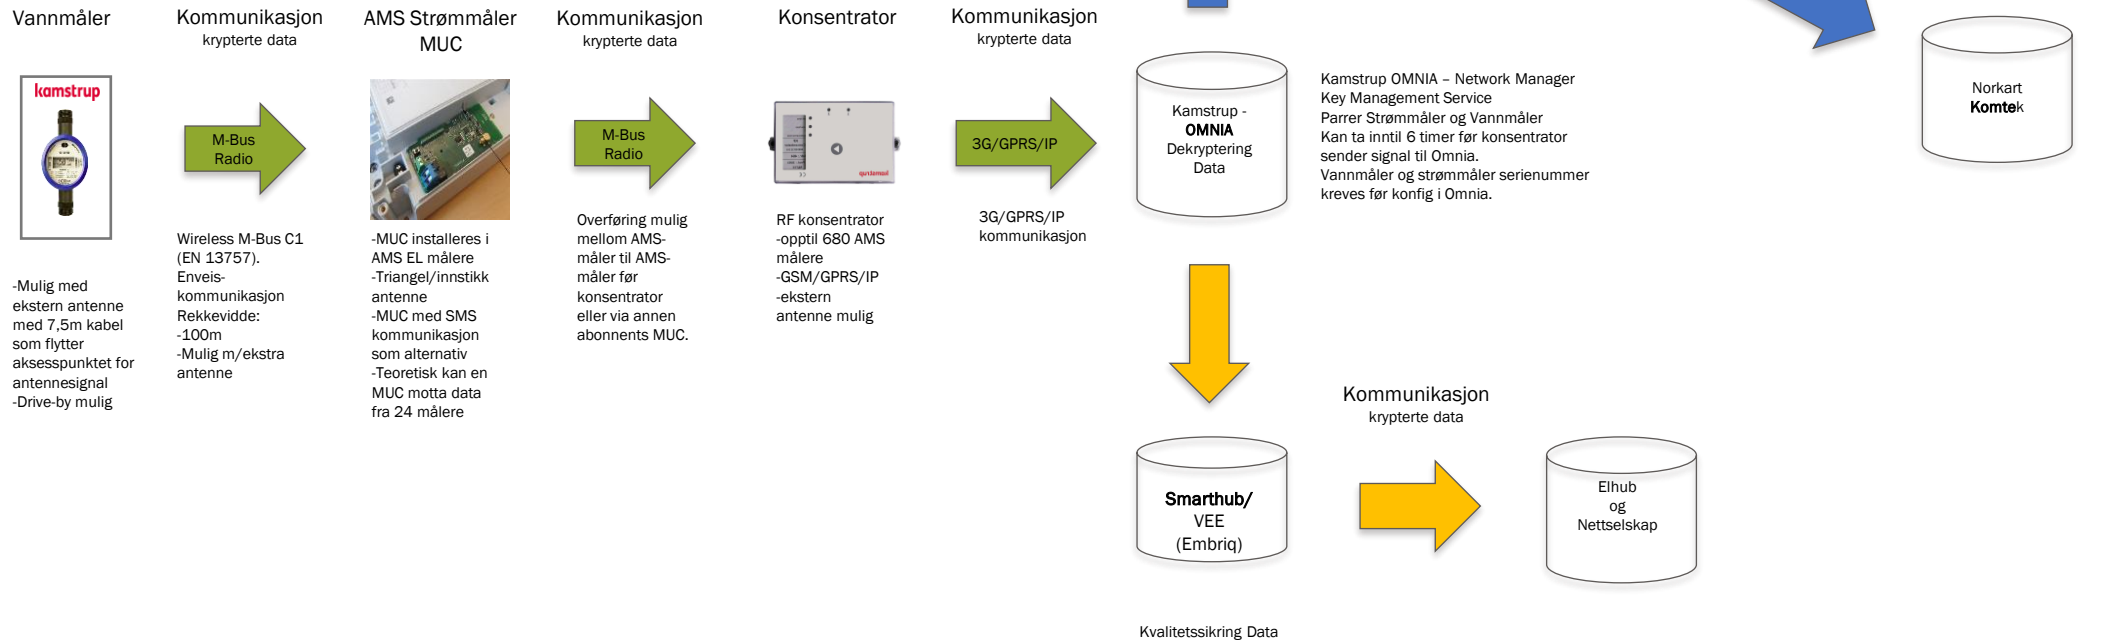 Vannmåler
kamstrup
-Mulig med
ekstern antenne
med 7,5m kabel
som flytter
aksesspunktet for
antennesignal
-Drive-by mulig
Kommunikasjon
krypterte data
M-Bus
Radio
Wireless M-Bus C1
(EN 13757).
Enveis-
kommunikasjon
Rekkevidde:
-100m
-Mulig m/ekstra
antenne
AMS Strømmåler
MUC
-MUC installeres i
AMS EL målere
-Triangel/innstikk
antenne
-MUC med SMS
kommunikasjon
som alternativ
-Teoretisk kan en
MUC motta data
fra 24 målere
Kommunikasjon
krypterte data
M-Bus
Radio
Overføring mulig
mellom AMS-
måler til AMS-
måler før
konsentrator
eller via annen
abonnents MUC.
Konsentrator
kamstrup
RF konsentrator
-opptil 680 AMS
målere
-GSM/GPRS/IP
-ekstern
antenne mulig
Kommunikasjon
krypterte data
3G/GPRS/IP
3G/GPRS/IP
kommunikasjon
Kamstrup -
OMNIA
Dekryptering
Data
Kamstrup OMNIA – Network Manager
Key Management Service
Parrer Strømmåler og Vannmåler
Kan ta inntil 6 timer før konsentrator
sender signal til Omnia.
Vannmåler og strømmåler serienummer
kreves før konfig i Omnia.
Norkart
Komtek
Smarthub/
VEE
(Embriq)
Kvalitetssikring Data
Kommunikasjon
krypterte data
Elhub
og
Nettselskap